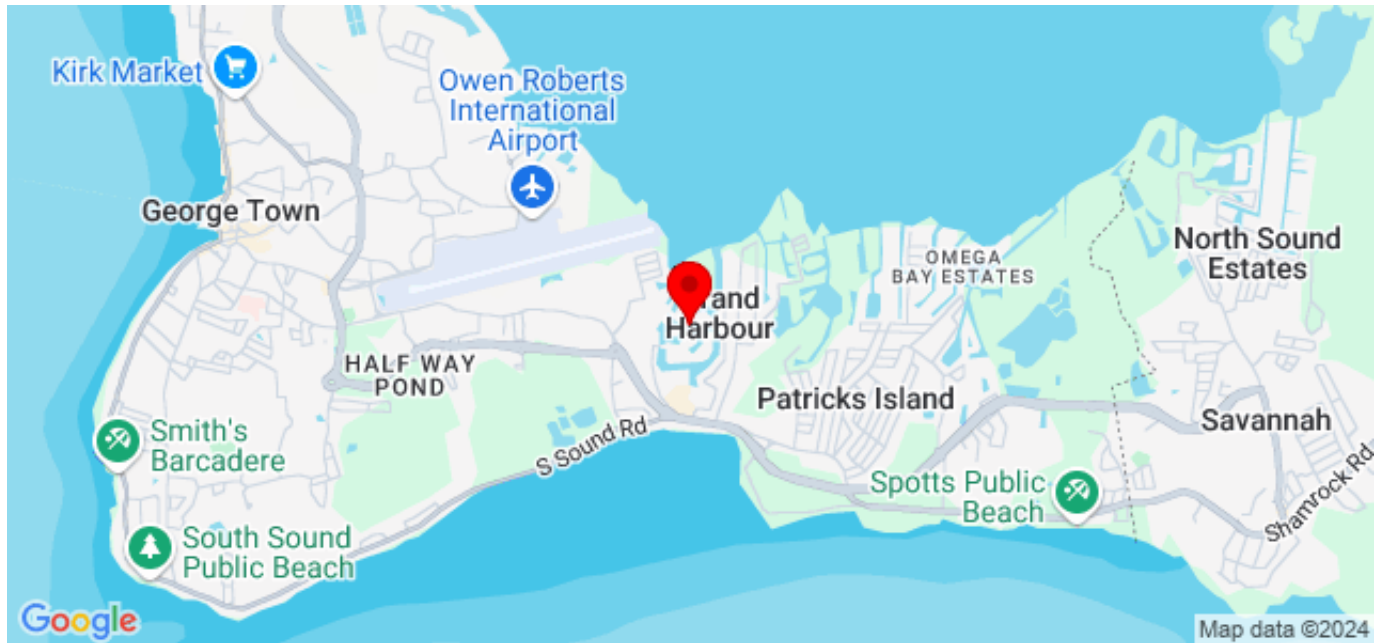 Kirk Market
Owen Roberts
International
Airport
George Town
North Sound
Estates
OMEGA
BAY ESTATES
rand
Harbour
HALF WAY
POND
Patricks Island
Savannah
Smith's
Barcadere
S Sound Rd
Spotts Public
Beach
Shamrock Rd
South Sound
Public Beach
Google
Map data ©2024